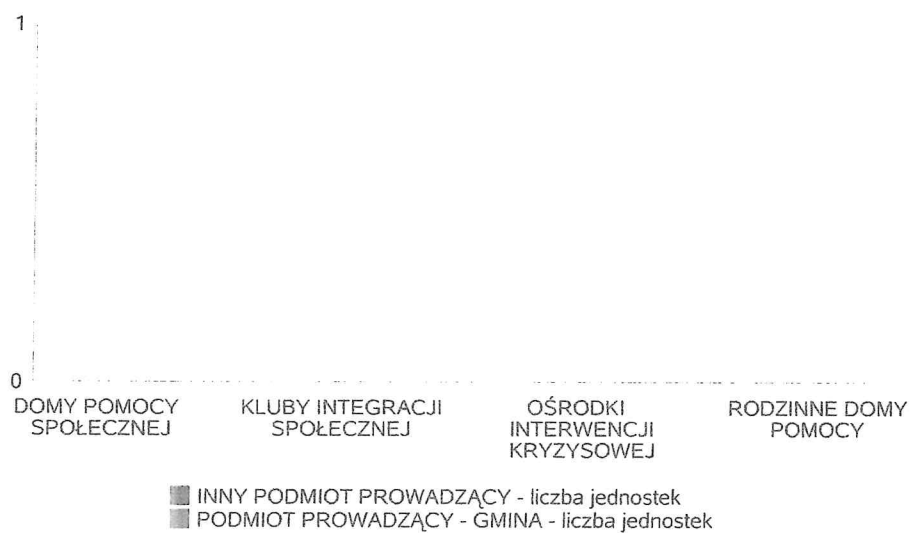 1
0
DOMY POMOCY
SPOŁECZNEJ
KLUBY INTEGRACJI
SPOŁECZNEJ
OŚRODKI
INTERWENCJI
KRYZYSOWEJ
RODZINNE DOMY
POMOCY
INNY PODMIOT PROWADZĄCY - liczba jednostek
PODMIOT PROWADZĄCY - GMINA - liczba jednostek